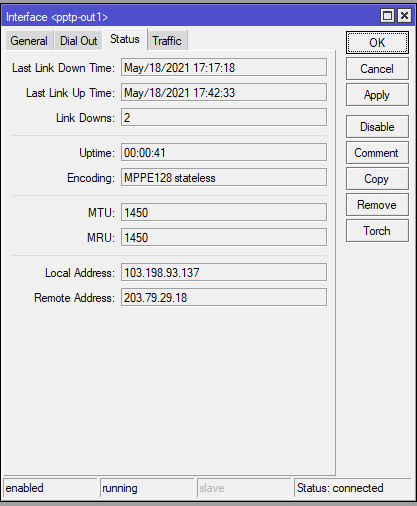 Interface <pptp-out1>
General Dial Out Status Traffic
Last Link Down Time: May/18/2021 17:17:18
Last Link Up Time: May/18/2021 17:42:33
Link Downs: 2
Uptime: 00:00:41
Encoding: MPPE128 stateless
MTU: 1450
MRU: 1450
Local Address: 103.198.93.137
Remote Address: 203.79.29.18
OK
Cancel
Apply
Disable
Comment
Copy
Remove
Torch
enabled running slave Status: connected